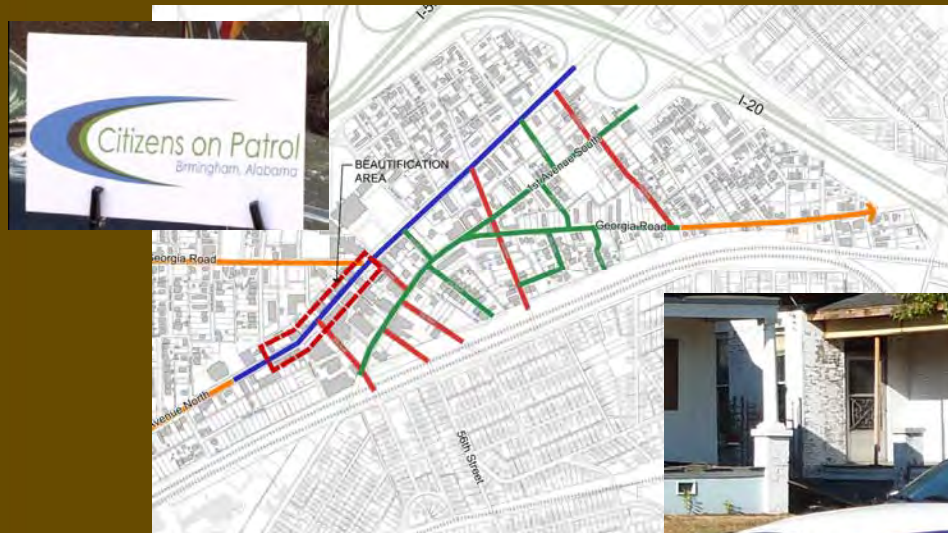 Citizens on Patrol
Birmingham, Alabama
BEAUTIFICATION
AREA
I-20
1st Avenue South
Georgia Road
Georgia Road
Avenue North
56th Street